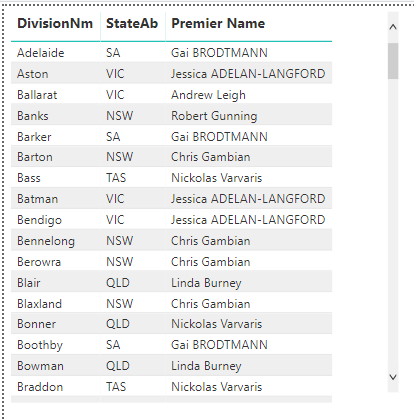 DivisionNm StateAb Premier Name
Adelaide SA Gai BRODTMANN
Aston VIC Jessica ADELAN-LANGFORD
Ballarat VIC Andrew Leigh
Banks NSW Robert Gunning
Barker SA Gai BRODTMANN
Barton NSW Chris Gambian
Bass TAS Nickolas Varvaris
Batman VIC Jessica ADELAN-LANGFORD
Bendigo VIC Jessica ADELAN-LANGFORD
Bennelong NSW Chris Gambian
Berowra NSW Chris Gambian
Blair QLD Linda Burney
Blaxland NSW Chris Gambian
Bonner QLD Nickolas Varvaris
Boothby SA Gai BRODTMANN
Bowman QLD Linda Burney
Braddon TAS Nickolas Varvaris